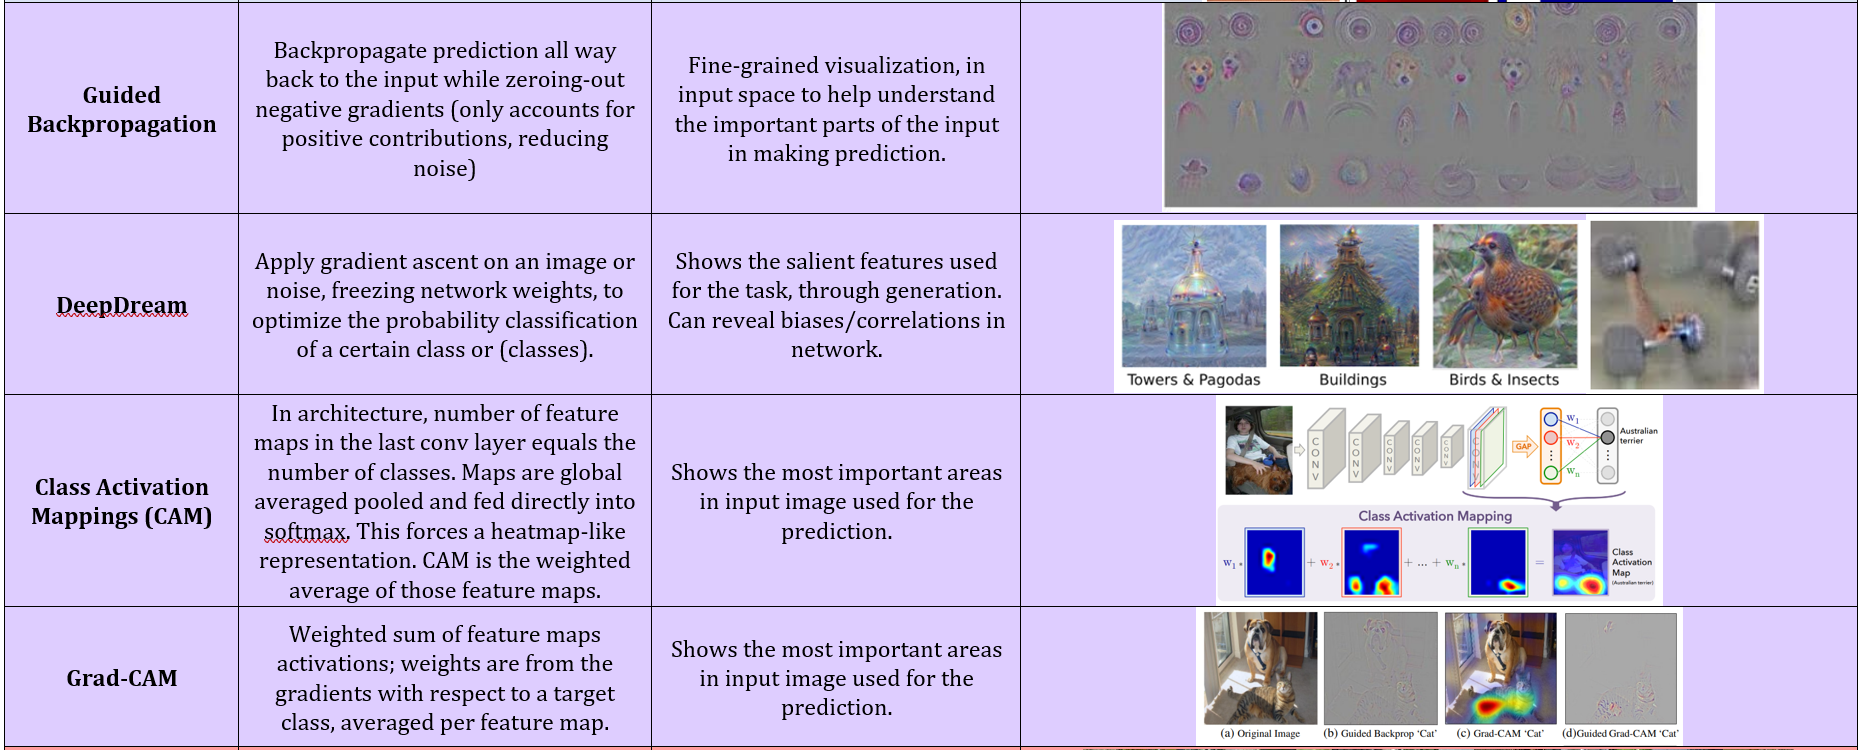 Guided
Backpropagation
Backpropagate prediction all way
back to the input while zeroing-out
negative gradients (only accounts for
positive contributions, reducing
noise)
Fine-grained visualization, in
input space to help understand
the important parts of the input
in making prediction.
DeepDream
Apply gradient ascent on an image or
noise, freezing network weights, to
optimize the probability classification
of a certain class or (classes).
Shows the salient features used
for the task, through generation.
Can reveal biases/correlations in
network.
Towers & Pagodas
Buildings
Birds & Insects
Class Activation
Mappings (CAM)
In architecture, number of feature
maps in the last conv layer equals the
number of classes. Maps are global
averaged pooled and fed directly into
softmax. This forces a heatmap-like
representation. CAM is the weighted
average of those feature maps.
Shows the most important areas
in input image used for the
prediction.
CONV
CONV
CONV
CONV
CONV
CONV
GAP
w1
w2
wn
Australian
terrier
Class Activation Mapping
w1 * + w2 * + ... + wn * =
Class
Activation
Map
(Australian terrier)
Grad-CAM
Weighted sum of feature maps
activations; weights are from the
gradients with respect to a target
class, averaged per feature map.
Shows the most important areas
in input image used for the
prediction.
(a) Original Image
(b) Guided Backprop ‘Cat’
(c) Grad-CAM ‘Cat’
(d)Guided Grad-CAM ‘Cat’